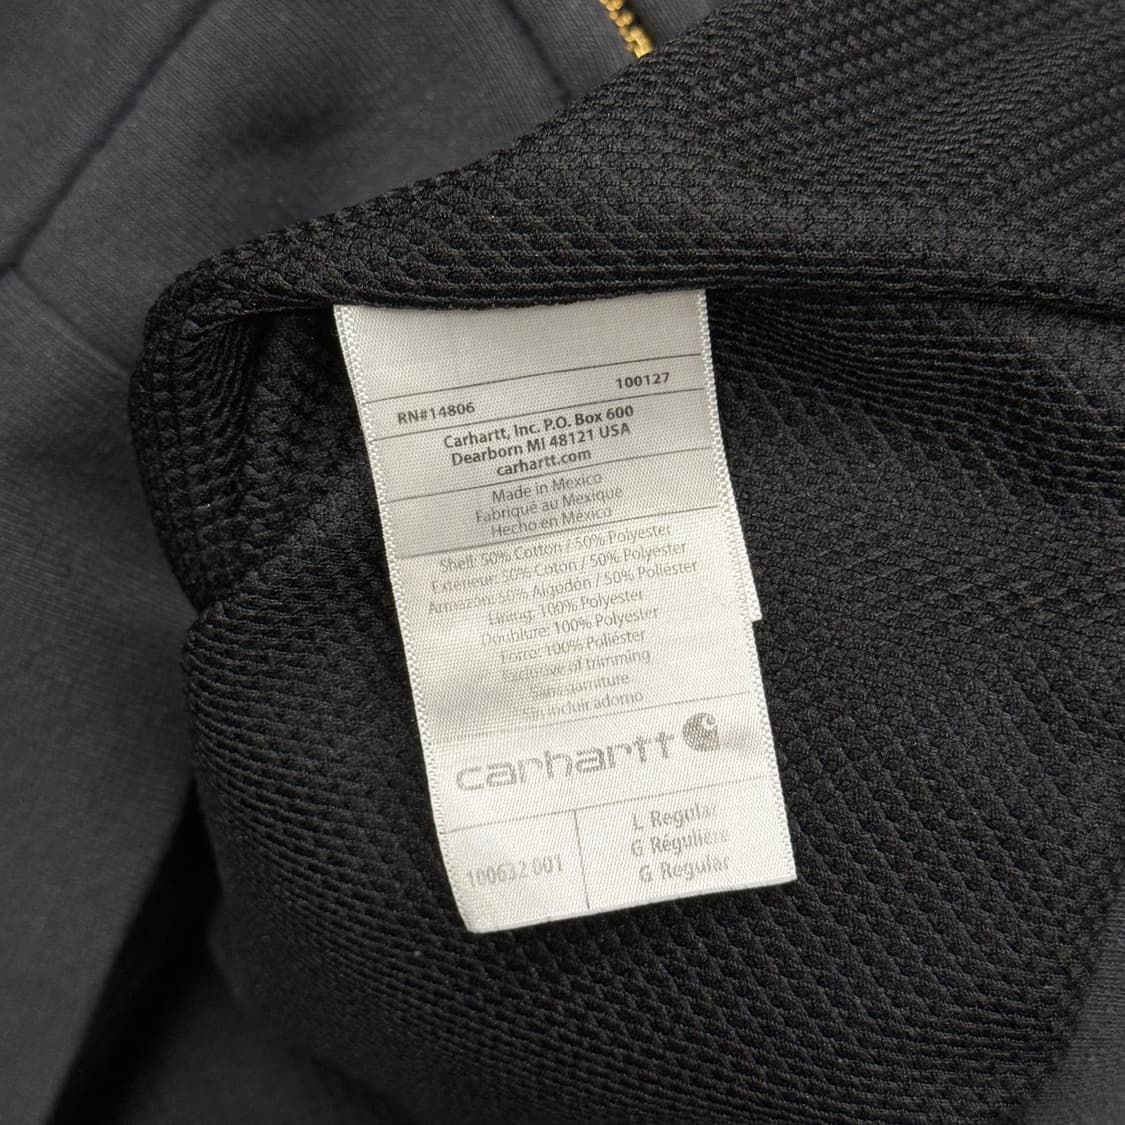 RN#14806 100127
Carhartt, Inc. P.O. Box 600
Dearborn MI 48121 USA
carhartt.com
Made in Mexico
Fabriqué au Mexique
Hecho en México
Shell: 50% Cotton / 50% Polyester
Extérieur: 50% Coton / 50% Polyester
Armazón: 50% Algodón / 50% Poliéster
Lining: 100% Polyester
Doublure: 100% Polyester
Forro: 100% Poliéster
Exclusive of trimming
Sans garniture
Sin incluir adorno
carhartt
100632 001
L Regular
G Régulière
G Regular